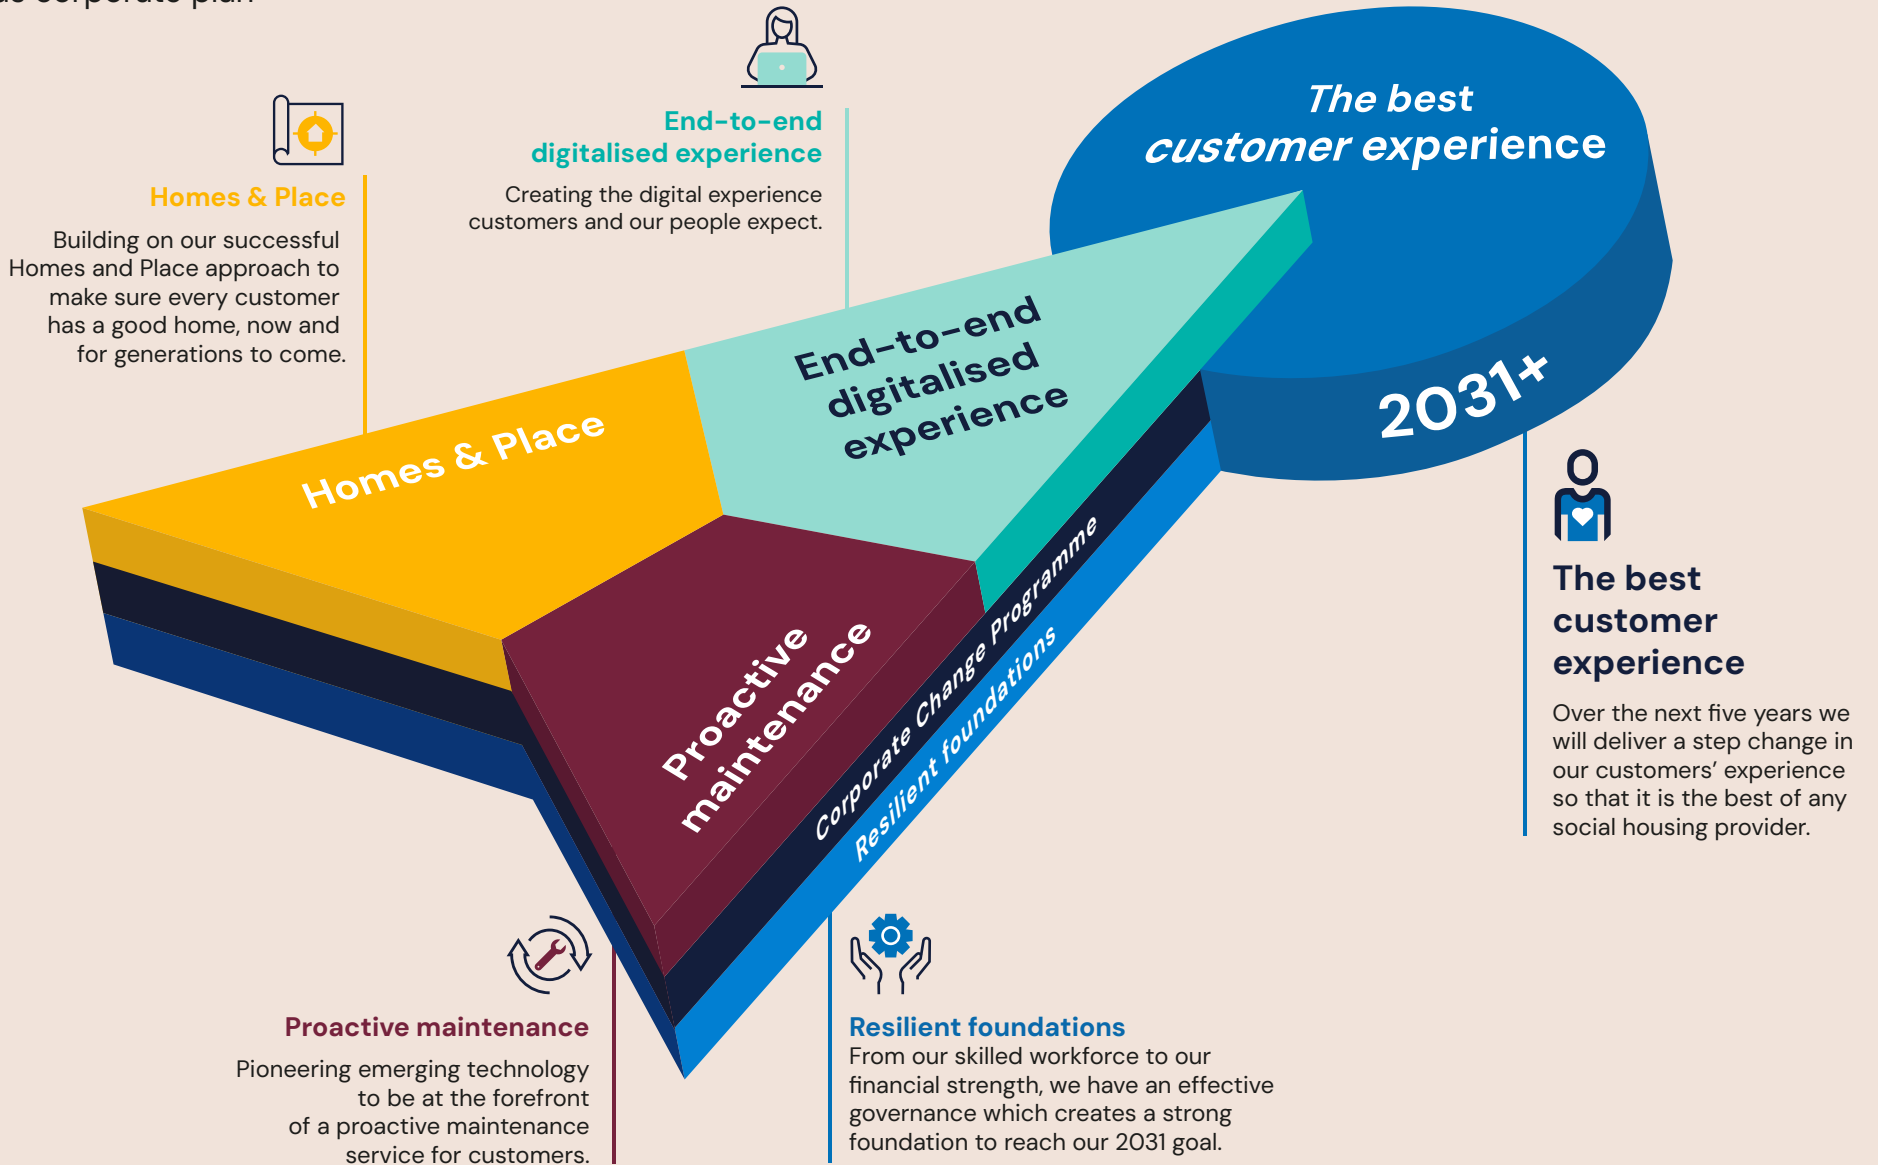 corporate plan
Homes & Place
Building on our successful
Homes and Place approach to
make sure every customer
has a good home, now and
for generations to come.
End-to-end
digitalised experience
Creating the digital experience
customers and our people expect.
The best
customer experience
2031+
Homes & Place
End-to-end
digitalised
experience
Proactive
maintenance
Corporate Change Programme
Resilient foundations
The best
customer
experience
Over the next five years we
will deliver a step change in
our customers’ experience
so that it is the best of any
social housing provider.
Proactive maintenance
Pioneering emerging technology
to be at the forefront
of a proactive maintenance
service for customers.
Resilient foundations
From our skilled workforce to our
financial strength, we have an effective
governance which creates a strong
foundation to reach our 2031 goal.